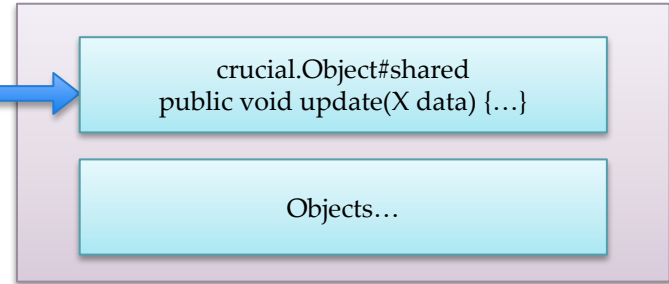 crucial.Object#shared
public void update(X data) {…}
Objects…